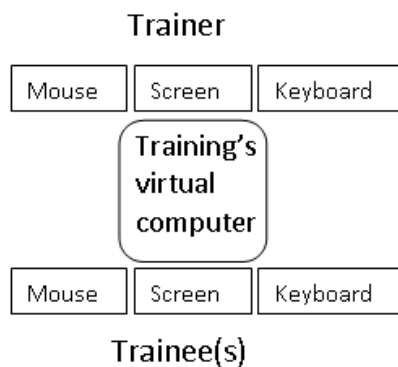 Trainer
Mouse Screen Keyboard
Training's
virtual
computer
Mouse Screen Keyboard
Trainee(s)